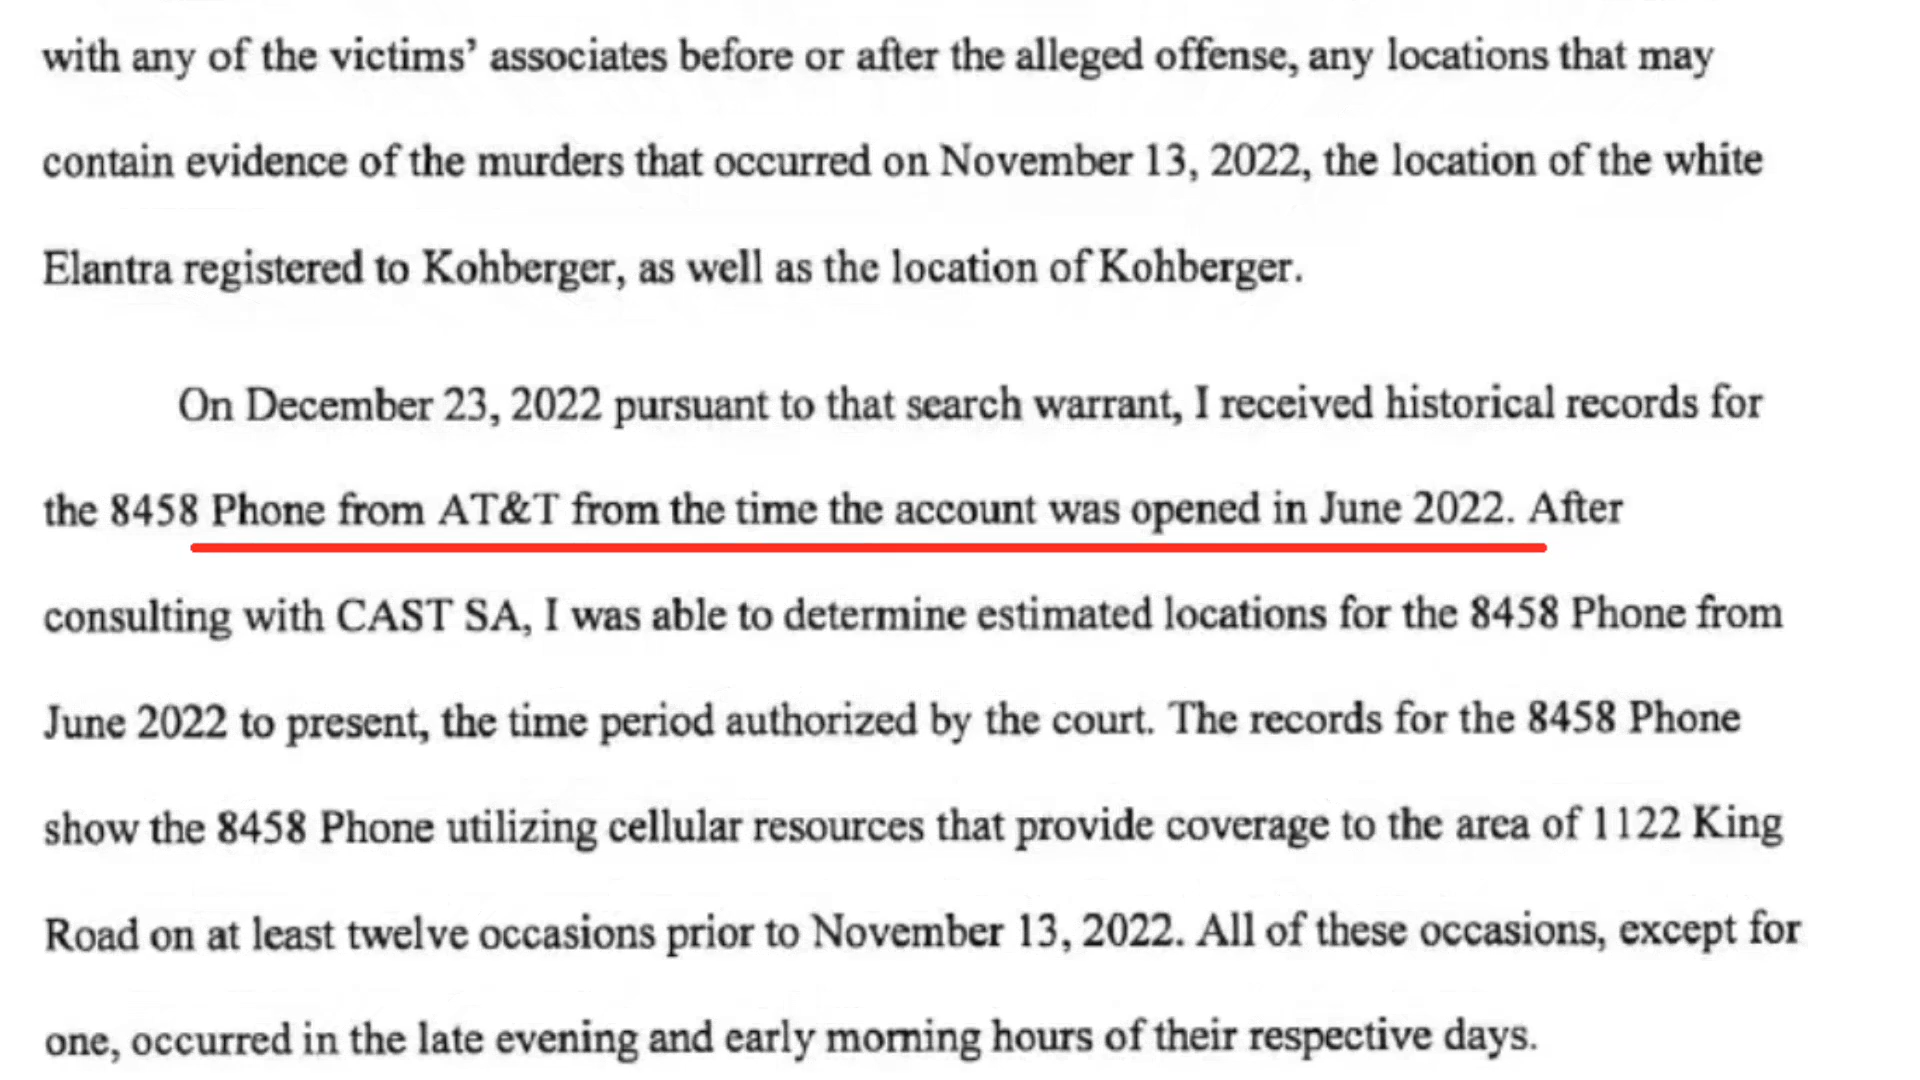 with any of the victims’ associates before or after the alleged offense, any locations that may
contain evidence of the murders that occurred on November 13, 2022, the location of the white
Elantra registered to Kohberger, as well as the location of Kohberger.
On December 23, 2022 pursuant to that search warrant, I received historical records for
the 8458 Phone from AT&T from the time the account was opened in June 2022. After
consulting with CAST SA, I was able to determine estimated locations for the 8458 Phone from
June 2022 to present, the time period authorized by the court. The records for the 8458 Phone
show the 8458 Phone utilizing cellular resources that provide coverage to the area of 1122 King
Road on at least twelve occasions prior to November 13, 2022. All of these occasions, except for
one, occurred in the late evening and early morning hours of their respective days.